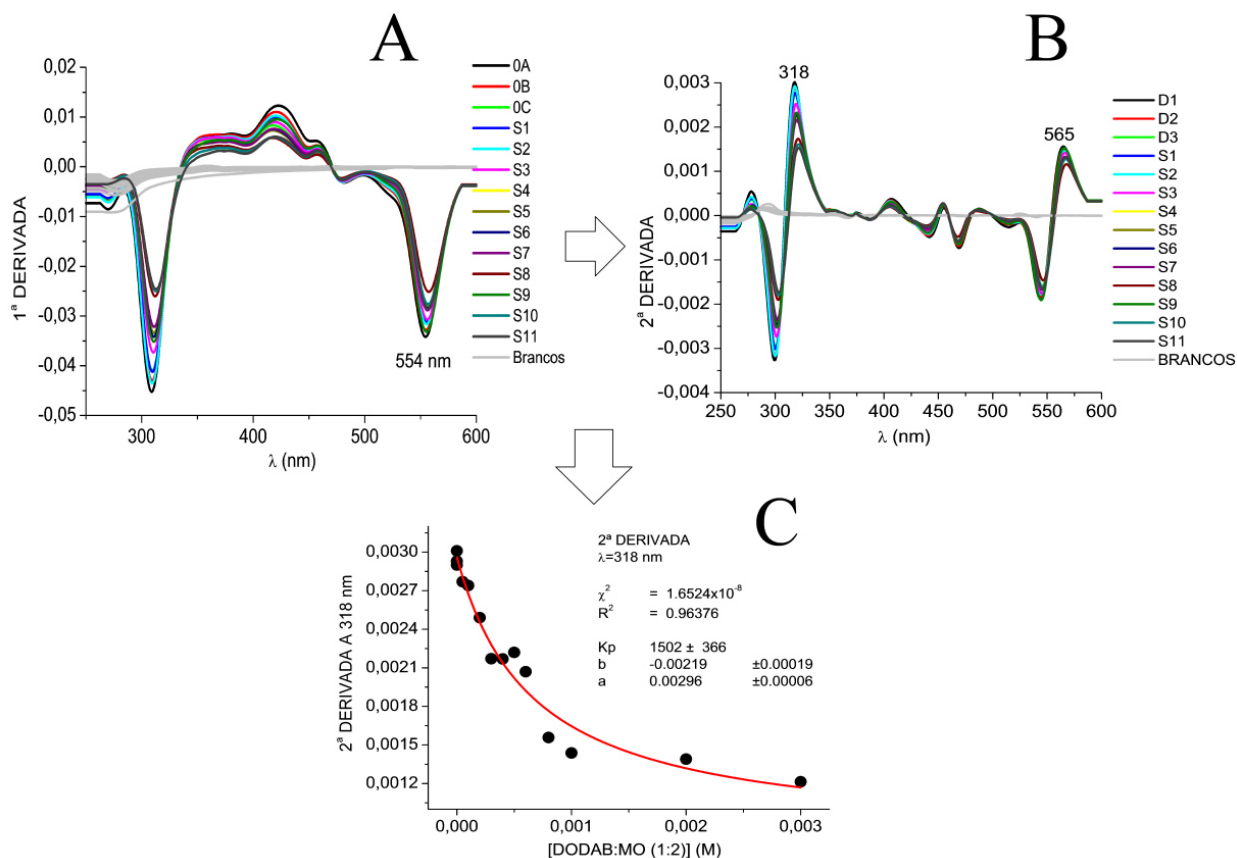 A
0,02
0,01
0,00
-0,01
-0,02
-0,03
-0,04
-0,05
1ª DERIVADA
300
400
500
600
λ (nm)
554 nm
0A
0B
0C
S1
S2
S3
S4
S5
S6
S7
S8
S9
S10
S11
Brancos
B
0,003
0,002
0,001
0,000
-0,001
-0,002
-0,003
-0,004
2ª DERIVADA
318
565
250
300
350
400
450
500
550
600
λ (nm)
D1
D2
D3
S1
S2
S3
S4
S5
S6
S7
S8
S9
S10
S11
BRANCOS
C
0,0030
0,0027
0,0024
0,0021
0,0018
0,0015
0,0012
2ª DERIVADA A 318 nm
2ª DERIVADA
λ=318 nm
χ² = 1.6524x10⁻⁸
R² = 0.96376
Kp 1502 ± 366
b -0.00219 ±0.00019
a 0.00296 ±0.00006
0,000
0,001
0,002
0,003
[DODAB:MO (1:2)] (M)